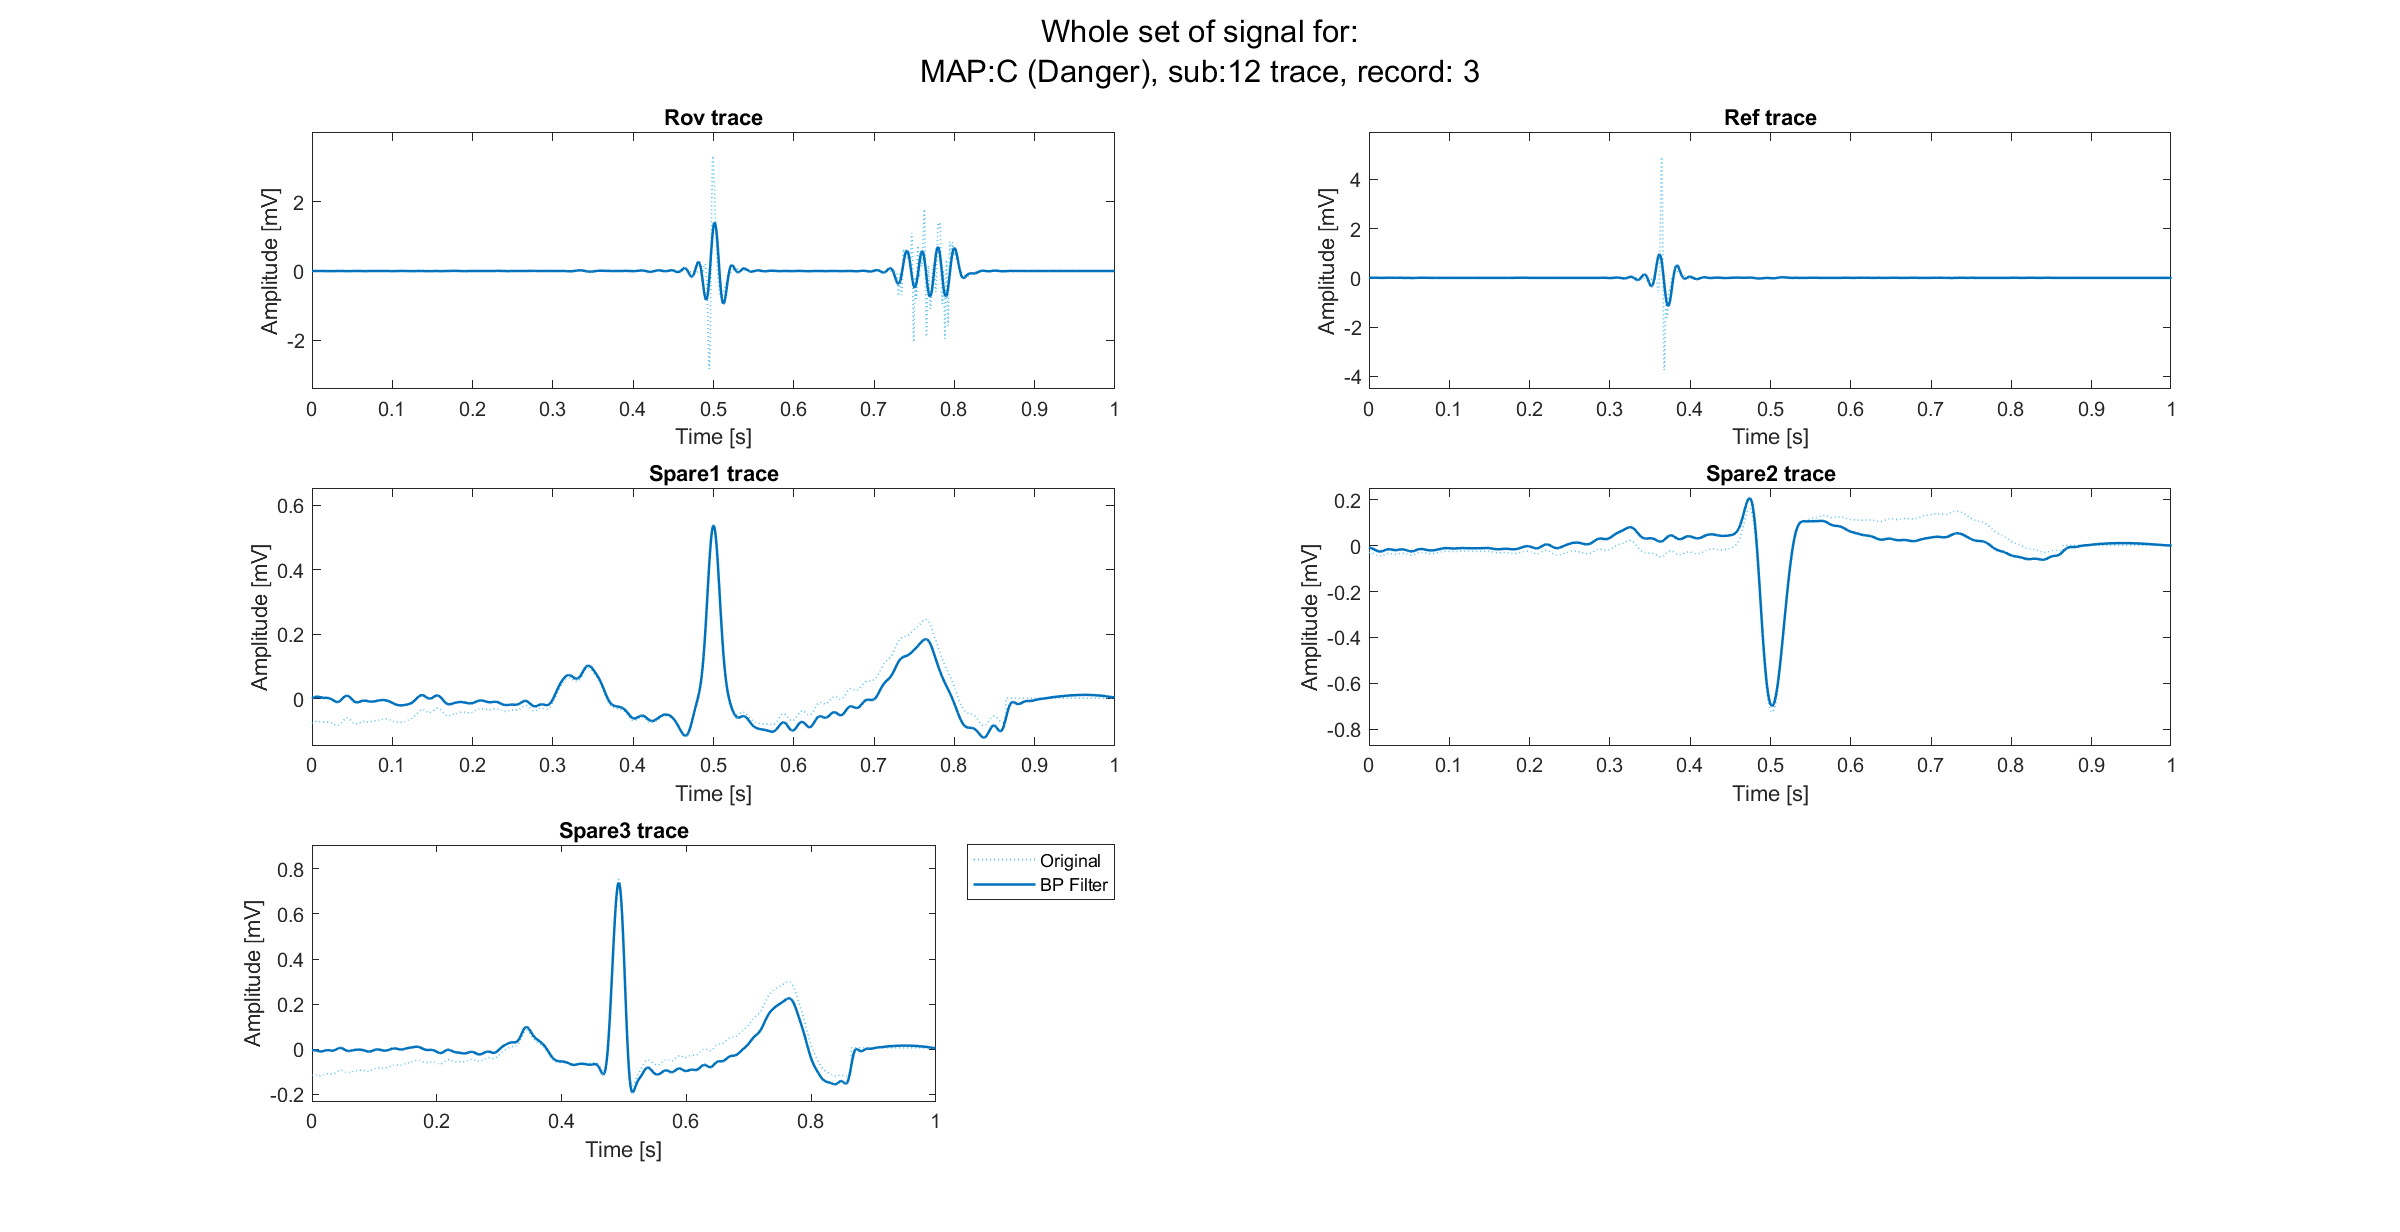 Whole set of signal for:
MAP:C (Danger), sub:12 trace, record: 3
Rov trace
Amplitude [mV]
2
0
-2
0 0.1 0.2 0.3 0.4 0.5 0.6 0.7 0.8 0.9 1
Time [s]
Ref trace
Amplitude [mV]
4
2
0
-2
-4
0 0.1 0.2 0.3 0.4 0.5 0.6 0.7 0.8 0.9 1
Time [s]
Spare1 trace
Amplitude [mV]
0.6
0.4
0.2
0
0 0.1 0.2 0.3 0.4 0.5 0.6 0.7 0.8 0.9 1
Time [s]
Spare2 trace
Amplitude [mV]
0.2
0
-0.2
-0.4
-0.6
-0.8
0 0.1 0.2 0.3 0.4 0.5 0.6 0.7 0.8 0.9 1
Time [s]
Spare3 trace
Amplitude [mV]
0.8
0.6
0.4
0.2
0
-0.2
0 0.2 0.4 0.6 0.8 1
Time [s]
Original
BP Filter